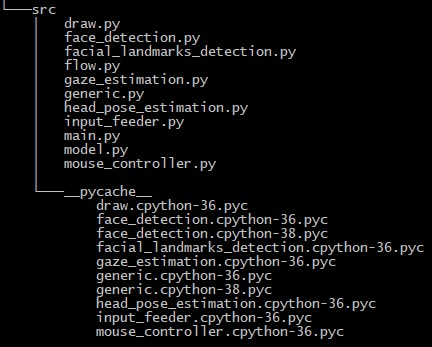 └───src
    │   draw.py
    │   face_detection.py
    │   facial_landmarks_detection.py
    │   flow.py
    │   gaze_estimation.py
    │   generic.py
    │   head_pose_estimation.py
    │   input_feeder.py
    │   main.py
    │   model.py
    │   mouse_controller.py
    │
    └───__pycache__
            draw.cpython-36.pyc
            face_detection.cpython-36.pyc
            face_detection.cpython-38.pyc
            facial_landmarks_detection.cpython-36.pyc
            gaze_estimation.cpython-36.pyc
            generic.cpython-36.pyc
            generic.cpython-38.pyc
            head_pose_estimation.cpython-36.pyc
            input_feeder.cpython-36.pyc
            mouse_controller.cpython-36.pyc